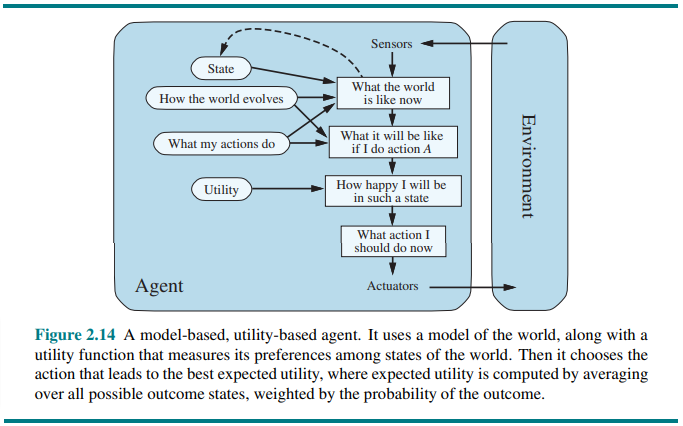 Sensors
State
What the world
is like now
How the world evolves
What it will be like
if I do action A
What my actions do
How happy I will be
in such a state
Utility
What action I
should do now
Agent
Actuators
Environment
Figure 2.14 A model-based, utility-based agent. It uses a model of the world, along with a
utility function that measures its preferences among states of the world. Then it chooses the
action that leads to the best expected utility, where expected utility is computed by averaging
over all possible outcome states, weighted by the probability of the outcome.